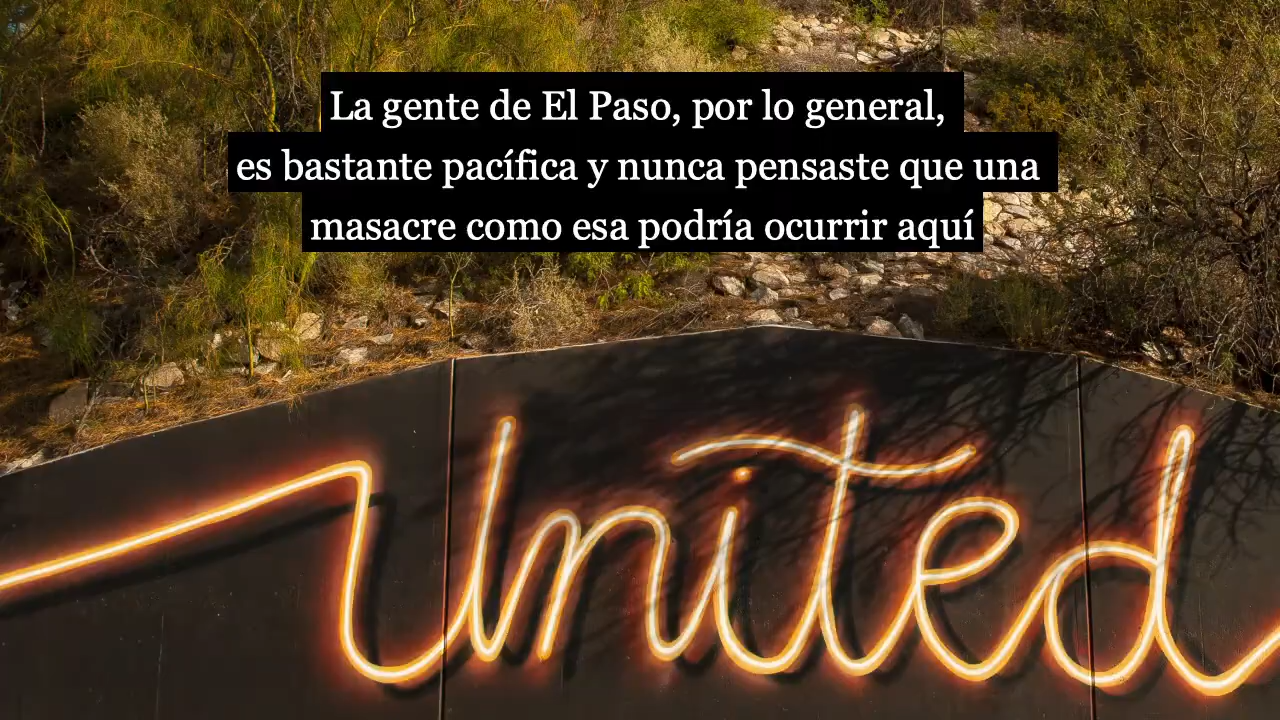 La gente de El Paso, por lo general,
es bastante pacífica y nunca pensaste que una
masacre como esa podría ocurrir aquí
United